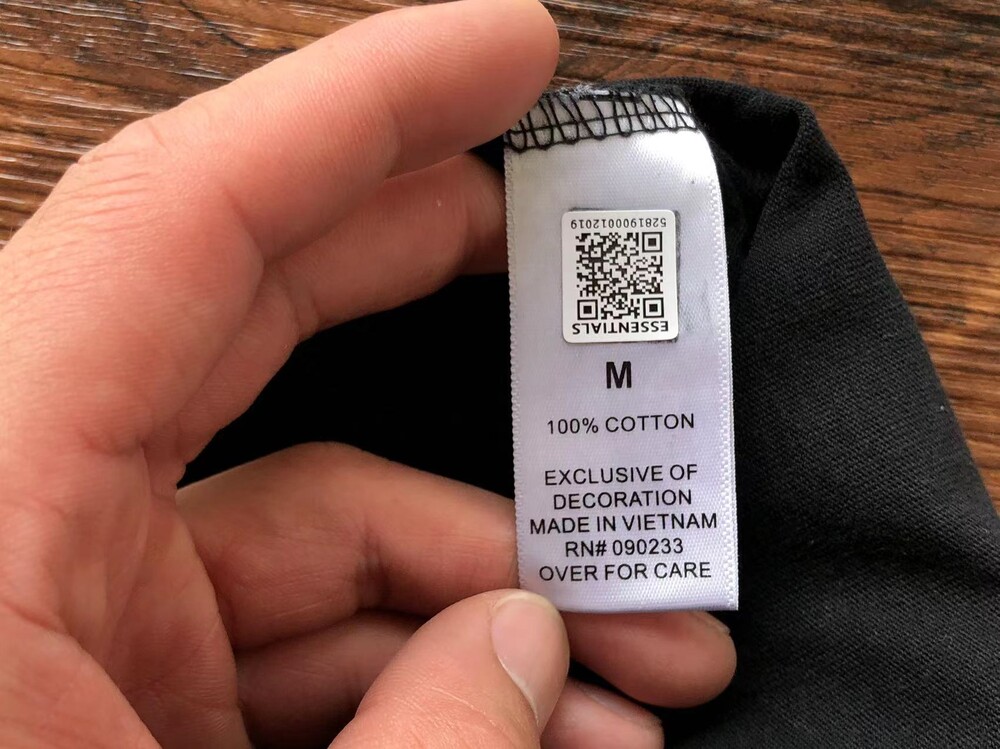 5281900012019
ESSENTIALS
M
100% COTTON
EXCLUSIVE OF
DECORATION
MADE IN VIETNAM
RN# 090233
OVER FOR CARE